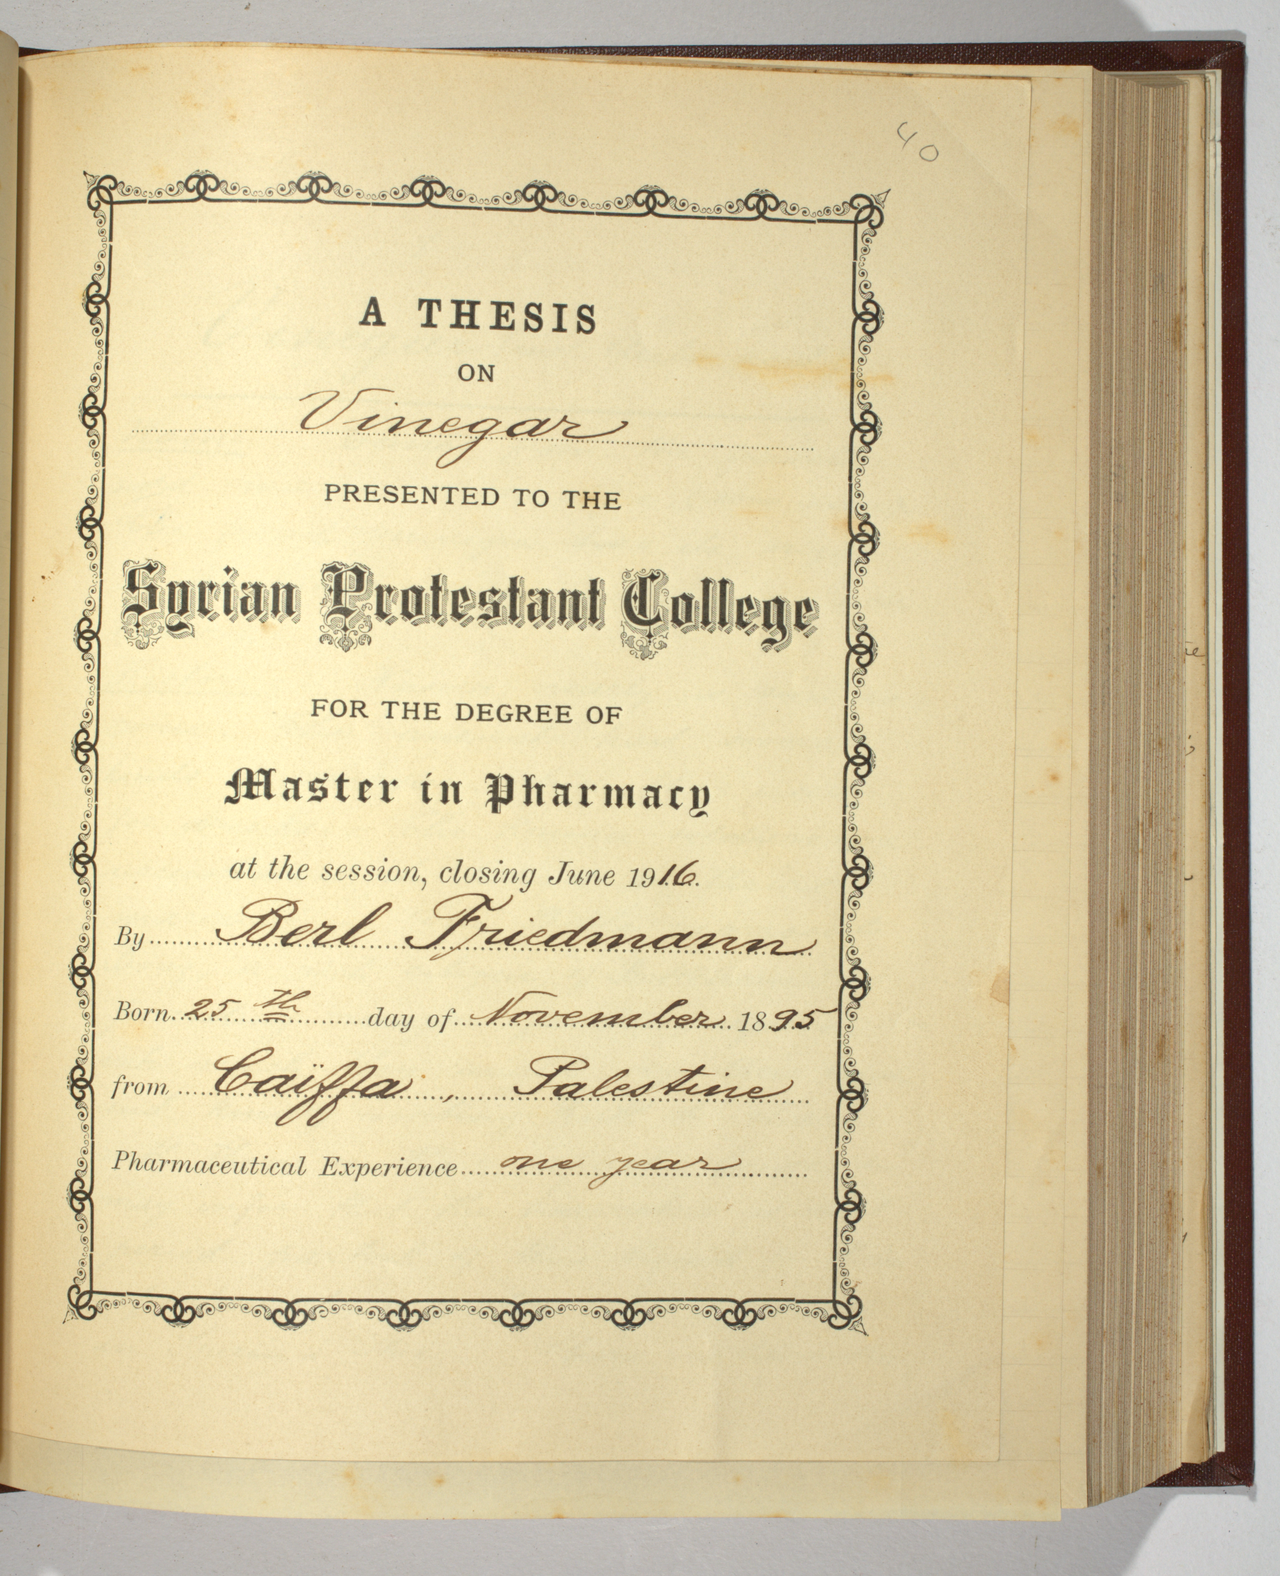 40
A THESIS
ON
Vinegar
PRESENTED TO THE
Syrian Protestant College
FOR THE DEGREE OF
Master in Pharmacy
at the session, closing June 1916.
By Berl Friedmann
Born 25th day of November 1895
from Caïffa, Palestine
Pharmaceutical Experience one year